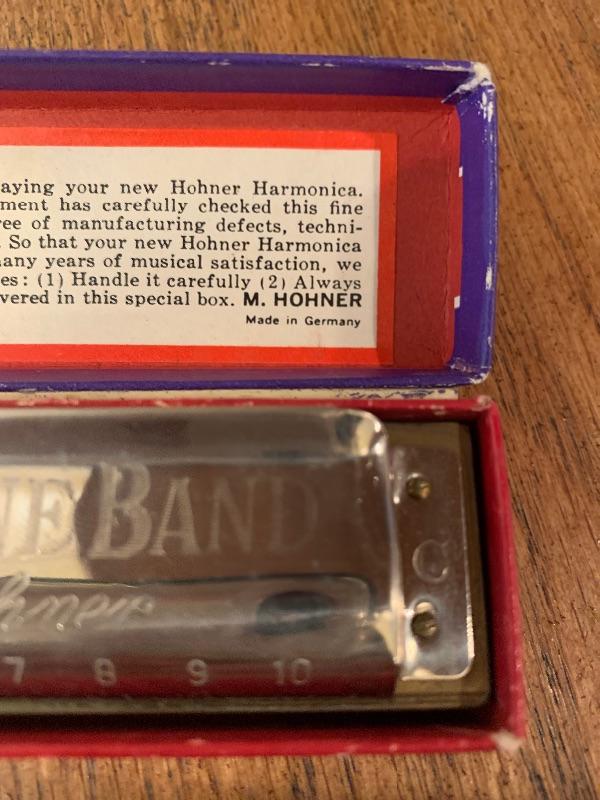 aying your new Hohner Harmonica.
ment has carefully checked this fine
ree of manufacturing defects, techni-
. So that your new Hohner Harmonica
any years of musical satisfaction, we
es: (1) Handle it carefully (2) Always
vered in this special box. M. HOHNER
Made in Germany
NE BAND
7 8 9 10